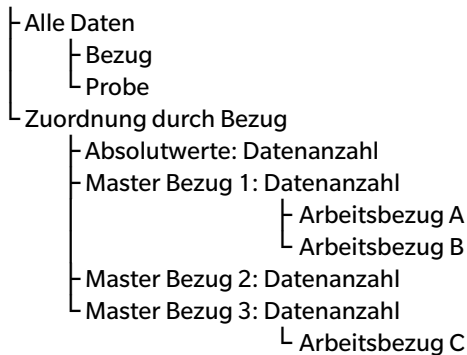 Alle Daten
Bezug
Probe
Zuordnung durch Bezug
Absolutwerte: Datenanzahl
Master Bezug 1: Datenanzahl
Arbeitsbezug A
Arbeitsbezug B
Master Bezug 2: Datenanzahl
Master Bezug 3: Datenanzahl
Arbeitsbezug C